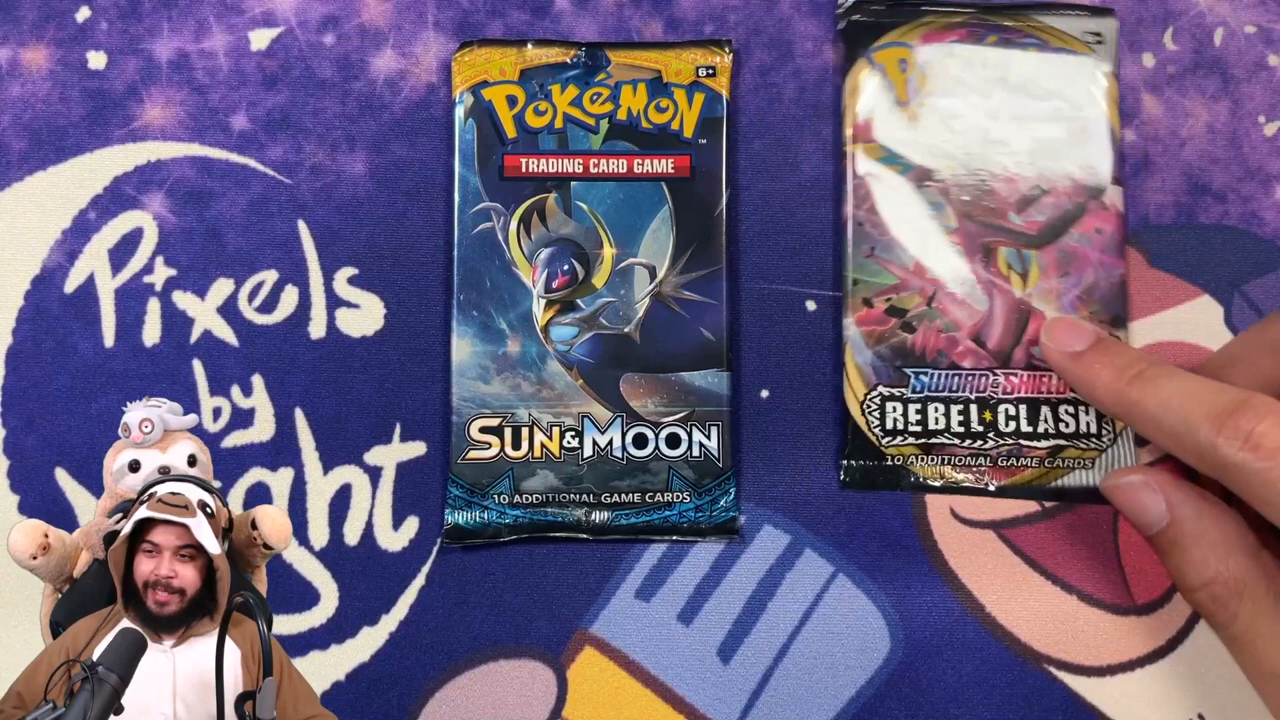 Pixels
by
Night
6+
POKÉMON
TM
TRADING CARD GAME
SUN & MOON
10 ADDITIONAL GAME CARDS
SWORD & SHIELD
REBEL CLASH
10 ADDITIONAL GAME CARDS